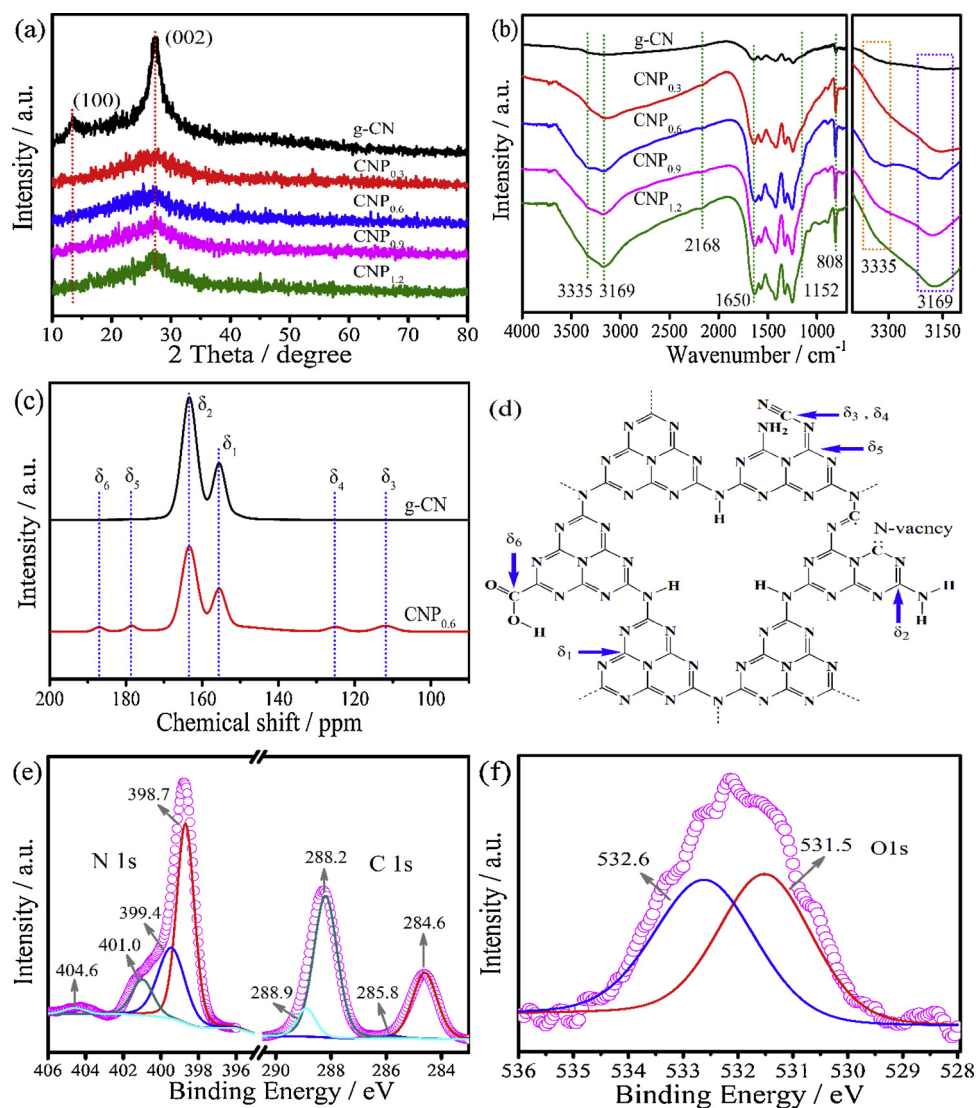 (a)
(002)
(100)
g-CN
CNP0.3
CNP0.6
CNP0.9
CNP1.2
Intensity / a.u.
10 20 30 40 50 60 70 80
2 Theta / degree
(b)
g-CN
CNP0.3
CNP0.6
CNP0.9
CNP1.2
2168
808
3335 3169
1650
1152
3335
3169
Intensity / a.u.
4000 3500 3000 2500 2000 1500 1000
3300 3150
Wavenumber / cm-1
(c)
δ2
δ1
δ6 δ5 δ4 δ3
g-CN
CNP0.6
Intensity / a.u.
200 180 160 140 120 100
Chemical shift / ppm
(d)
δ3 , δ4
NH2
δ5
N-vacncy
δ6
δ2
δ1
(e)
398.7
N 1s
399.4
401.0
404.6
288.2
C 1s
284.6
288.9
285.8
Intensity / a.u.
406 404 402 400 398 396 290 288 286 284
Binding Energy / eV
(f)
532.6
531.5
O1s
Intensity / a.u.
536 535 534 533 532 531 530 529 528
Binding Energy / eV